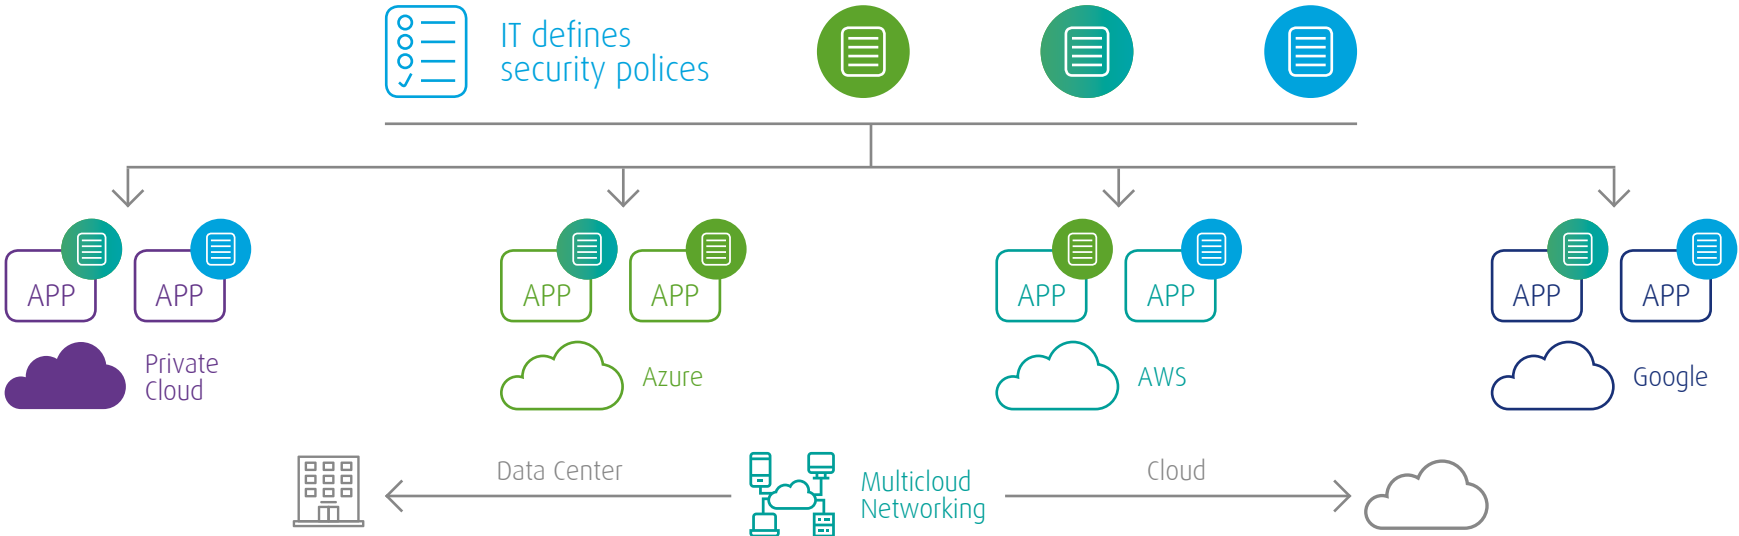 IT defines
security polices
APP
APP
APP
APP
APP
APP
APP
APP
Private
Cloud
Azure
AWS
Google
Data Center
Multicloud
Networking
Cloud